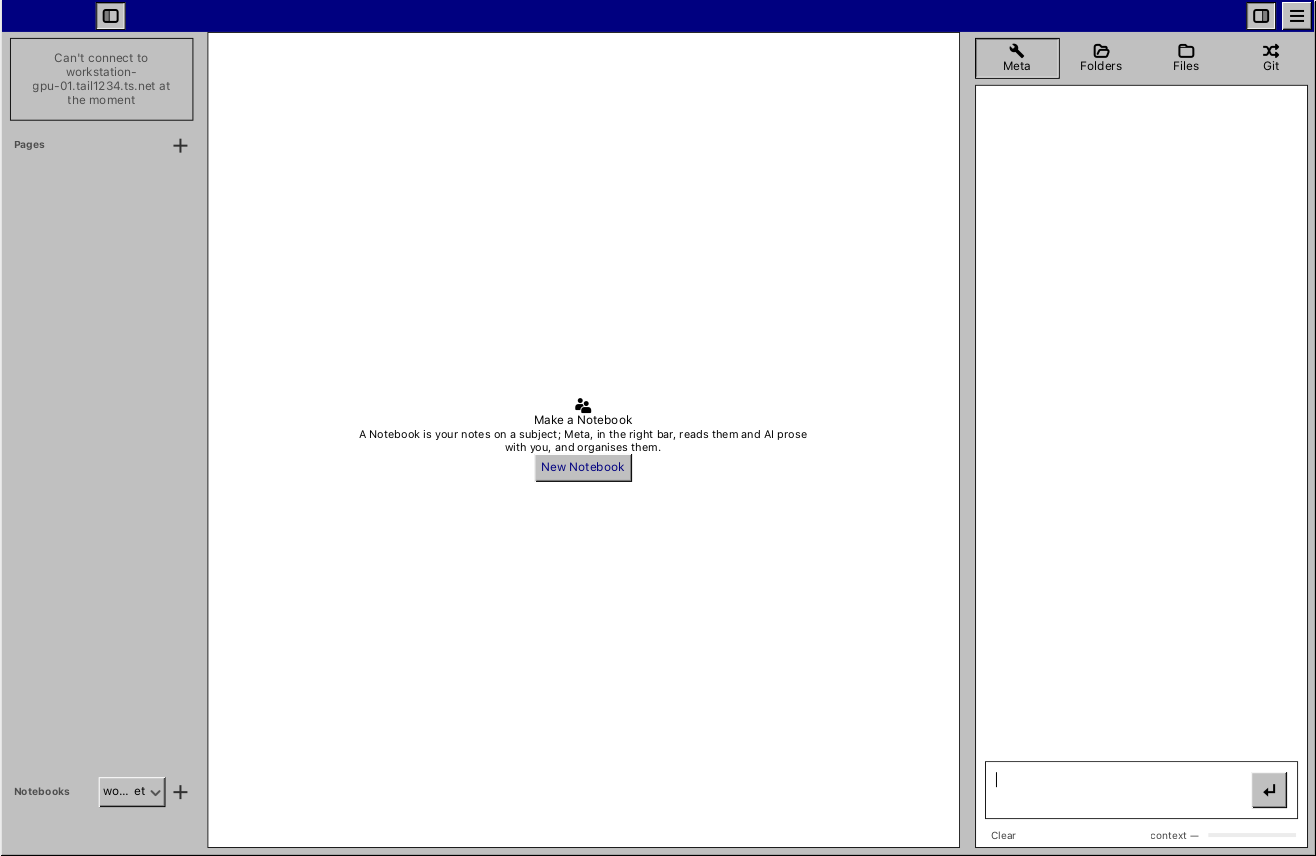 Can't connect to
workstation-
gpu-01.tail1234.ts.net at
the moment
Pages
Notebooks
wo... et
Make a Notebook
A Notebook is your notes on a subject; Meta, in the right bar, reads them and AI prose
with you, and organises them.
New Notebook
Meta
Folders
Files
Git
Clear
context —